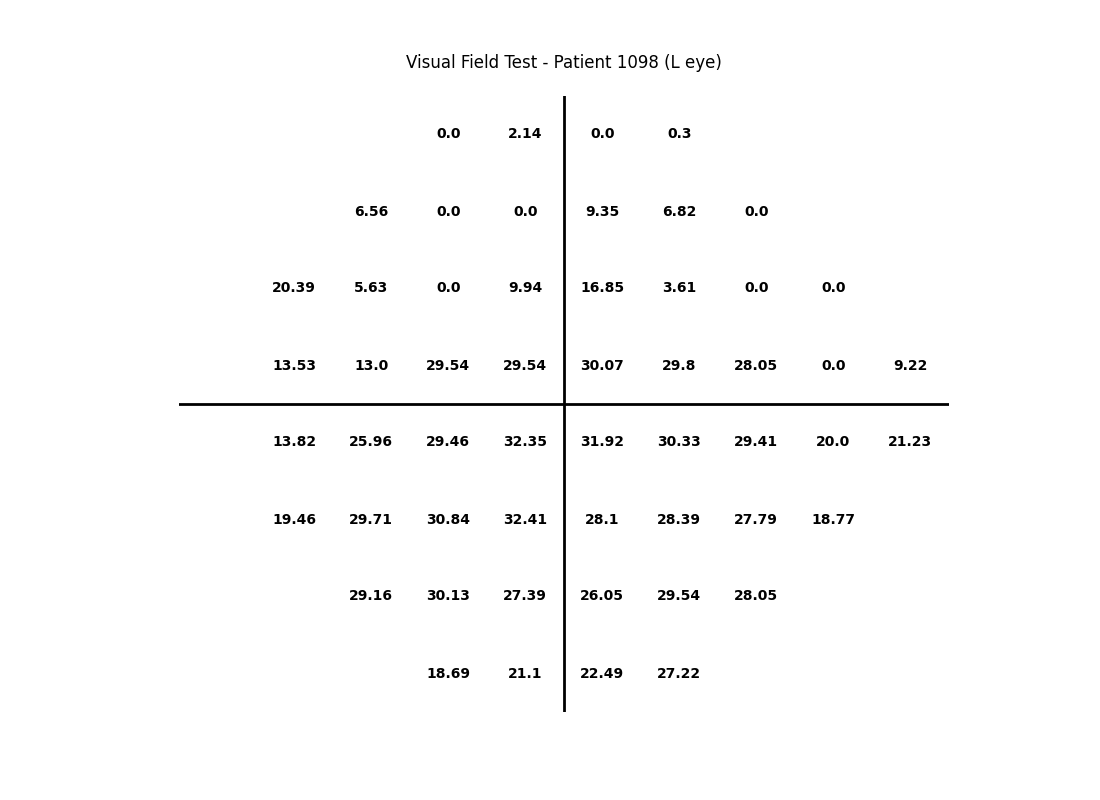 Visual Field Test - Patient 1098 (L eye)
0.0 2.14 0.0 0.3
6.56 0.0 0.0 9.35 6.82 0.0
20.39 5.63 0.0 9.94 16.85 3.61 0.0 0.0
13.53 13.0 29.54 29.54 30.07 29.8 28.05 0.0 9.22
13.82 25.96 29.46 32.35 31.92 30.33 29.41 20.0 21.23
19.46 29.71 30.84 32.41 28.1 28.39 27.79 18.77
29.16 30.13 27.39 26.05 29.54 28.05
18.69 21.1 22.49 27.22